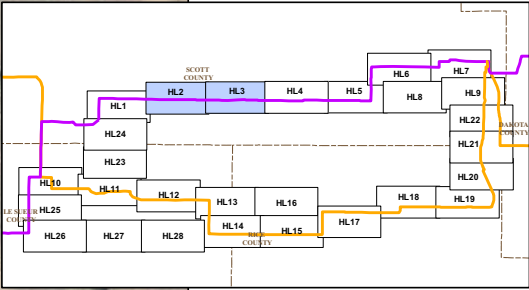 SCOTT
COUNTY
HL6
HL7
HL2
HL3
HL4
HL5
HL8
HL9
HL1
HL22
HL24
DAKOTA
COUNTY
HL21
HL23
HL20
HL10
HL11
HL12
HL13
HL16
HL18
HL19
LE SUEUR
COUNTY
HL25
HL14
HL15
HL17
RICE
COUNTY
HL26
HL27
HL28